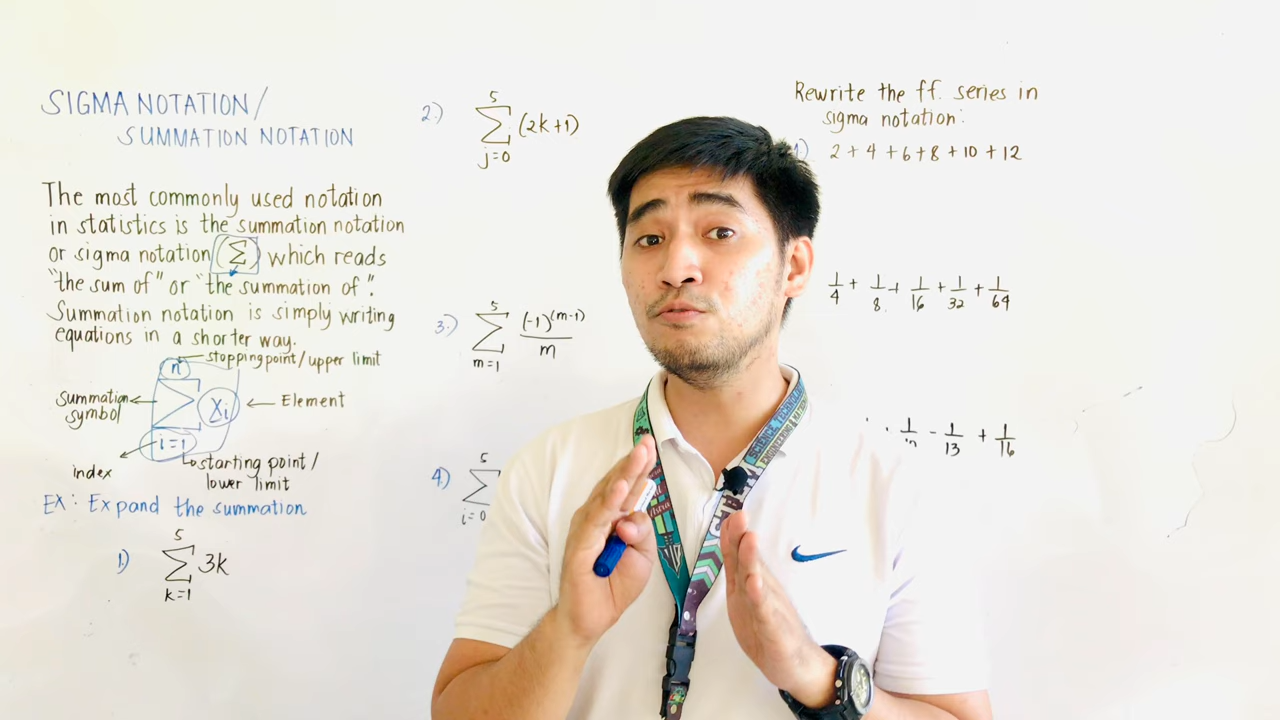 SIGMA NOTATION/
SUMMATION NOTATION
The most commonly used notation
in statistics is the summation notation
or sigma notation (Σ) which reads
"the sum of" or "the summation of".
Summation notation is simply writing
equations in a shorter way.
n ← stopping point/upper limit
Summation symbol ← Σ Xi ← Element
i=1
index
starting point/
lower limit
EX: Expand the summation
1.)
5
Σ 3k
k=1
2.)
5
Σ (2k+1)
j=0
3.)
5
Σ (-1)^(m-1)/m
m=1
4.)
5
Σ
i=0
Rewrite the ff. series in
sigma notation:
1). 2+4+6+8+10+12
1/4 + 1/8 + 1/16 + 1/32 + 1/64
- 1/13 + 1/16
SCIENCE TECHNOLOGY